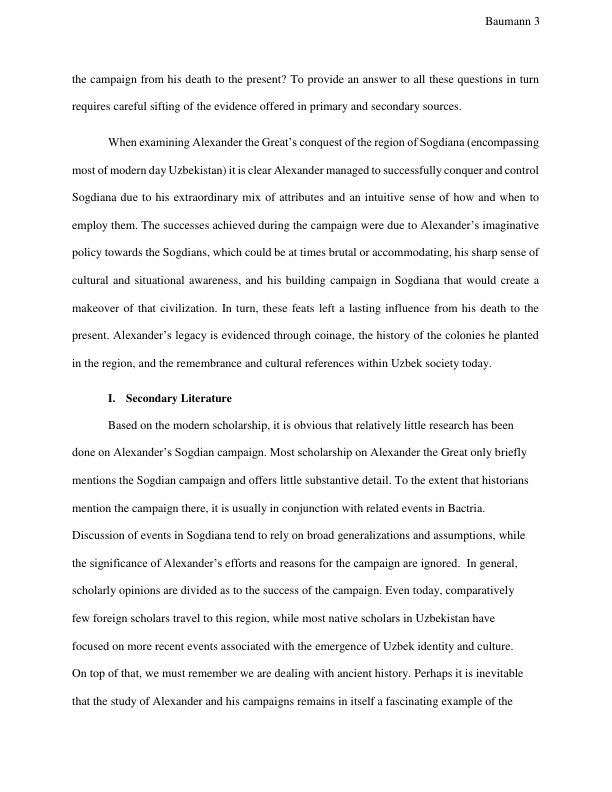 Baumann 3
the campaign from his death to the present? To provide an answer to all these questions in turn
requires careful sifting of the evidence offered in primary and secondary sources.
When examining Alexander the Great’s conquest of the region of Sogdiana (encompassing
most of modern day Uzbekistan) it is clear Alexander managed to successfully conquer and control
Sogdiana due to his extraordinary mix of attributes and an intuitive sense of how and when to
employ them. The successes achieved during the campaign were due to Alexander’s imaginative
policy towards the Sogdians, which could be at times brutal or accommodating, his sharp sense of
cultural and situational awareness, and his building campaign in Sogdiana that would create a
makeover of that civilization. In turn, these feats left a lasting influence from his death to the
present. Alexander’s legacy is evidenced through coinage, the history of the colonies he planted
in the region, and the remembrance and cultural references within Uzbek society today.
I. Secondary Literature
Based on the modern scholarship, it is obvious that relatively little research has been
done on Alexander’s Sogdian campaign. Most scholarship on Alexander the Great only briefly
mentions the Sogdian campaign and offers little substantive detail. To the extent that historians
mention the campaign there, it is usually in conjunction with related events in Bactria.
Discussion of events in Sogdiana tend to rely on broad generalizations and assumptions, while
the significance of Alexander’s efforts and reasons for the campaign are ignored.  In general,
scholarly opinions are divided as to the success of the campaign. Even today, comparatively
few foreign scholars travel to this region, while most native scholars in Uzbekistan have
focused on more recent events associated with the emergence of Uzbek identity and culture.
On top of that, we must remember we are dealing with ancient history. Perhaps it is inevitable
that the study of Alexander and his campaigns remains in itself a fascinating example of the